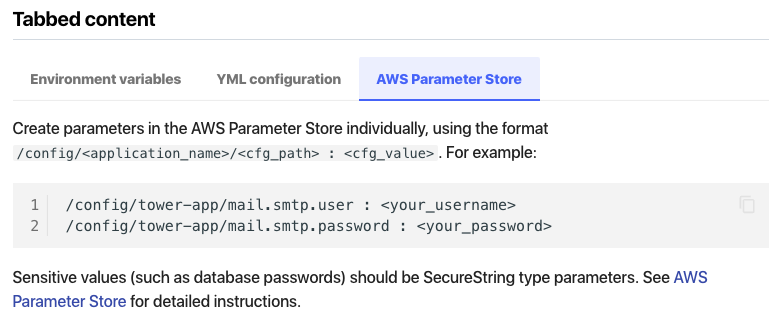 Tabbed content
Environment variables YML configuration AWS Parameter Store
Create parameters in the AWS Parameter Store individually, using the format
/config/<application_name>/<cfg_path> : <cfg_value>. For example:
1 /config/tower-app/mail.smtp.user : <your_username>
2 /config/tower-app/mail.smtp.password : <your_password>
Sensitive values (such as database passwords) should be SecureString type parameters. See AWS
Parameter Store for detailed instructions.